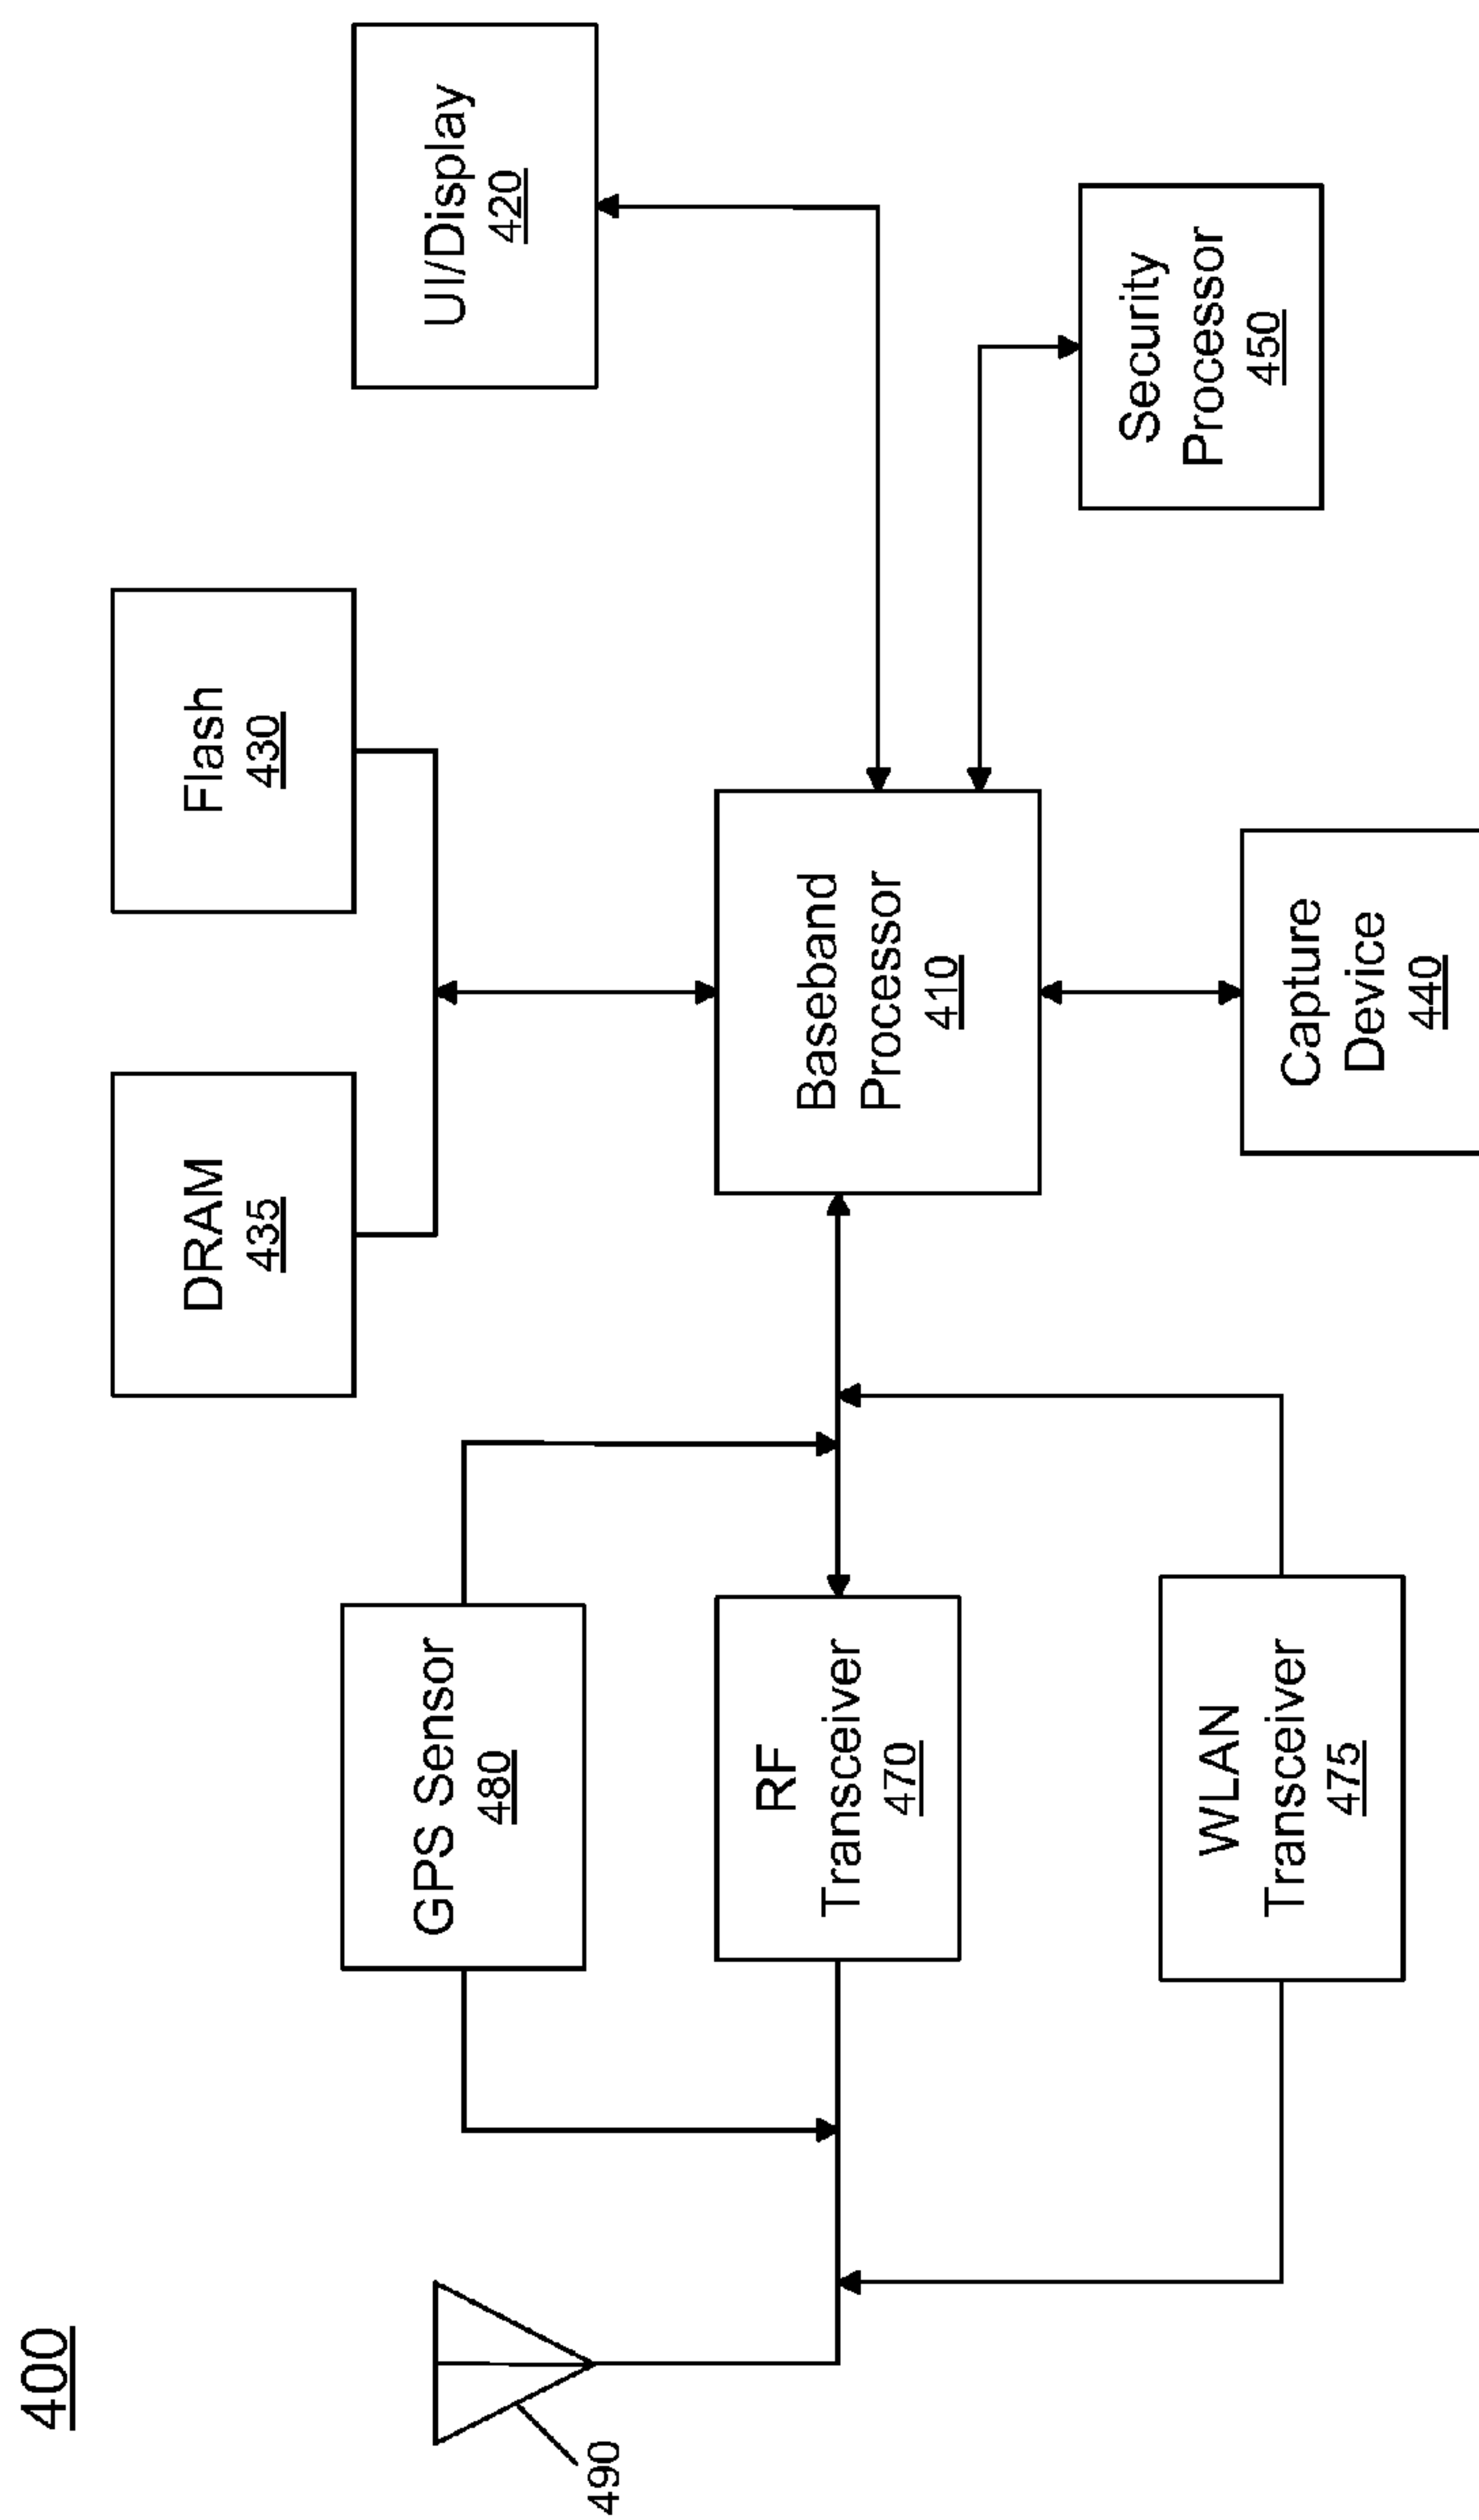 400
DRAM
435
Flash
430
UI/Display
420
GPS Sensor
480
490
RF
Transceiver
470
Baseband
Processor
410
Security
Processor
450
WLAN
Transceiver
475
Capture
Device
440